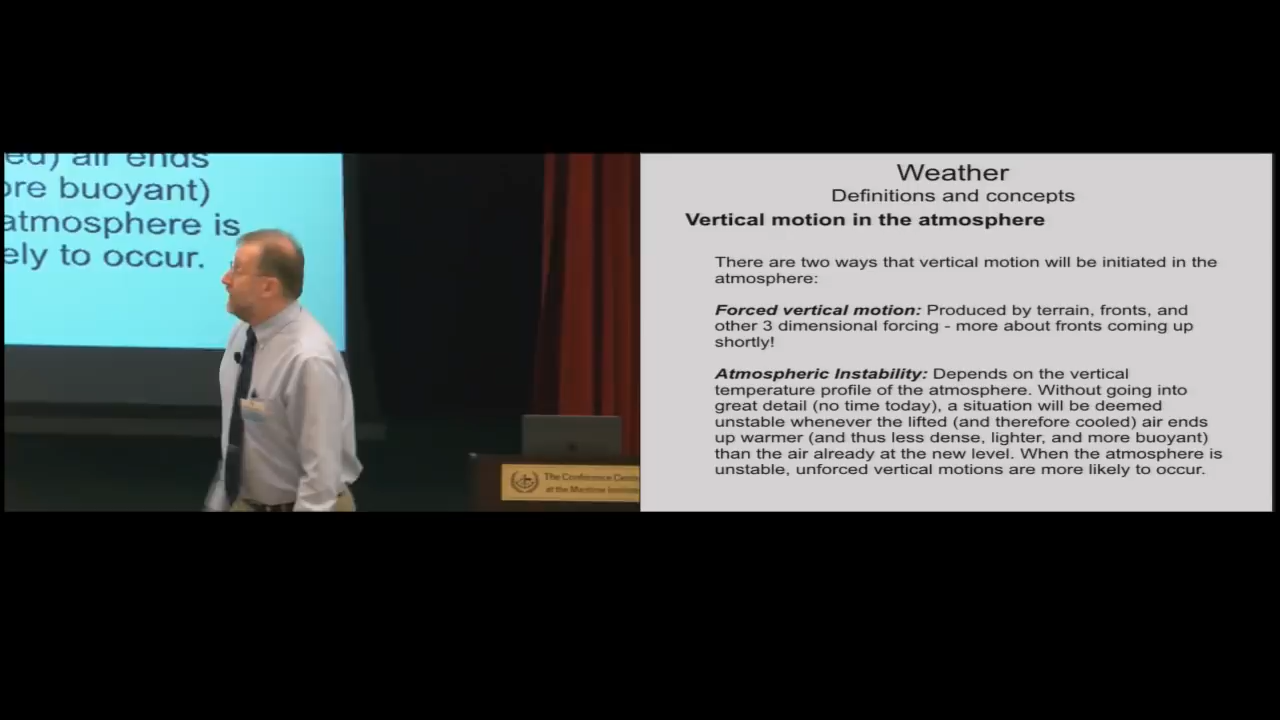 ed) air ends
ore buoyant)
atmosphere is
ely to occur.
The Conference Cente
at the Maritime Institute
Weather
Definitions and concepts
Vertical motion in the atmosphere
There are two ways that vertical motion will be initiated in the
atmosphere:
Forced vertical motion: Produced by terrain, fronts, and
other 3 dimensional forcing - more about fronts coming up
shortly!
Atmospheric Instability: Depends on the vertical
temperature profile of the atmosphere. Without going into
great detail (no time today), a situation will be deemed
unstable whenever the lifted (and therefore cooled) air ends
up warmer (and thus less dense, lighter, and more buoyant)
than the air already at the new level. When the atmosphere is
unstable, unforced vertical motions are more likely to occur.